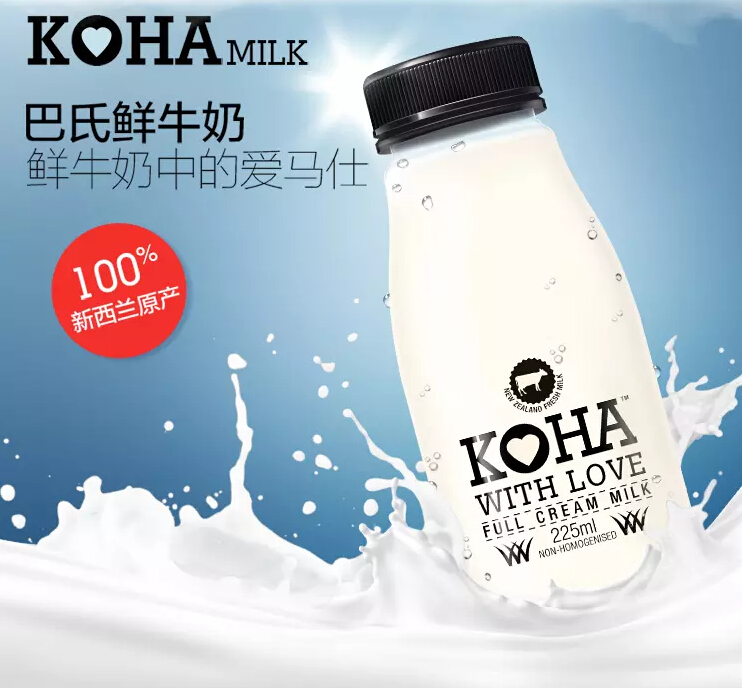 KOHA MILK
巴氏鲜牛奶
鲜牛奶中的爱马仕
100%
新西兰原产
NEW ZEALAND FRESH MILK
KOHA™
WITH LOVE
FULL CREAM MILK
225ml
NON-HOMOGENISED